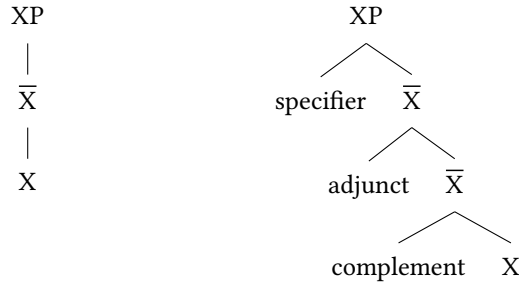 XP XP
X̅ specifier X̅
X adjunct X̅
complement X